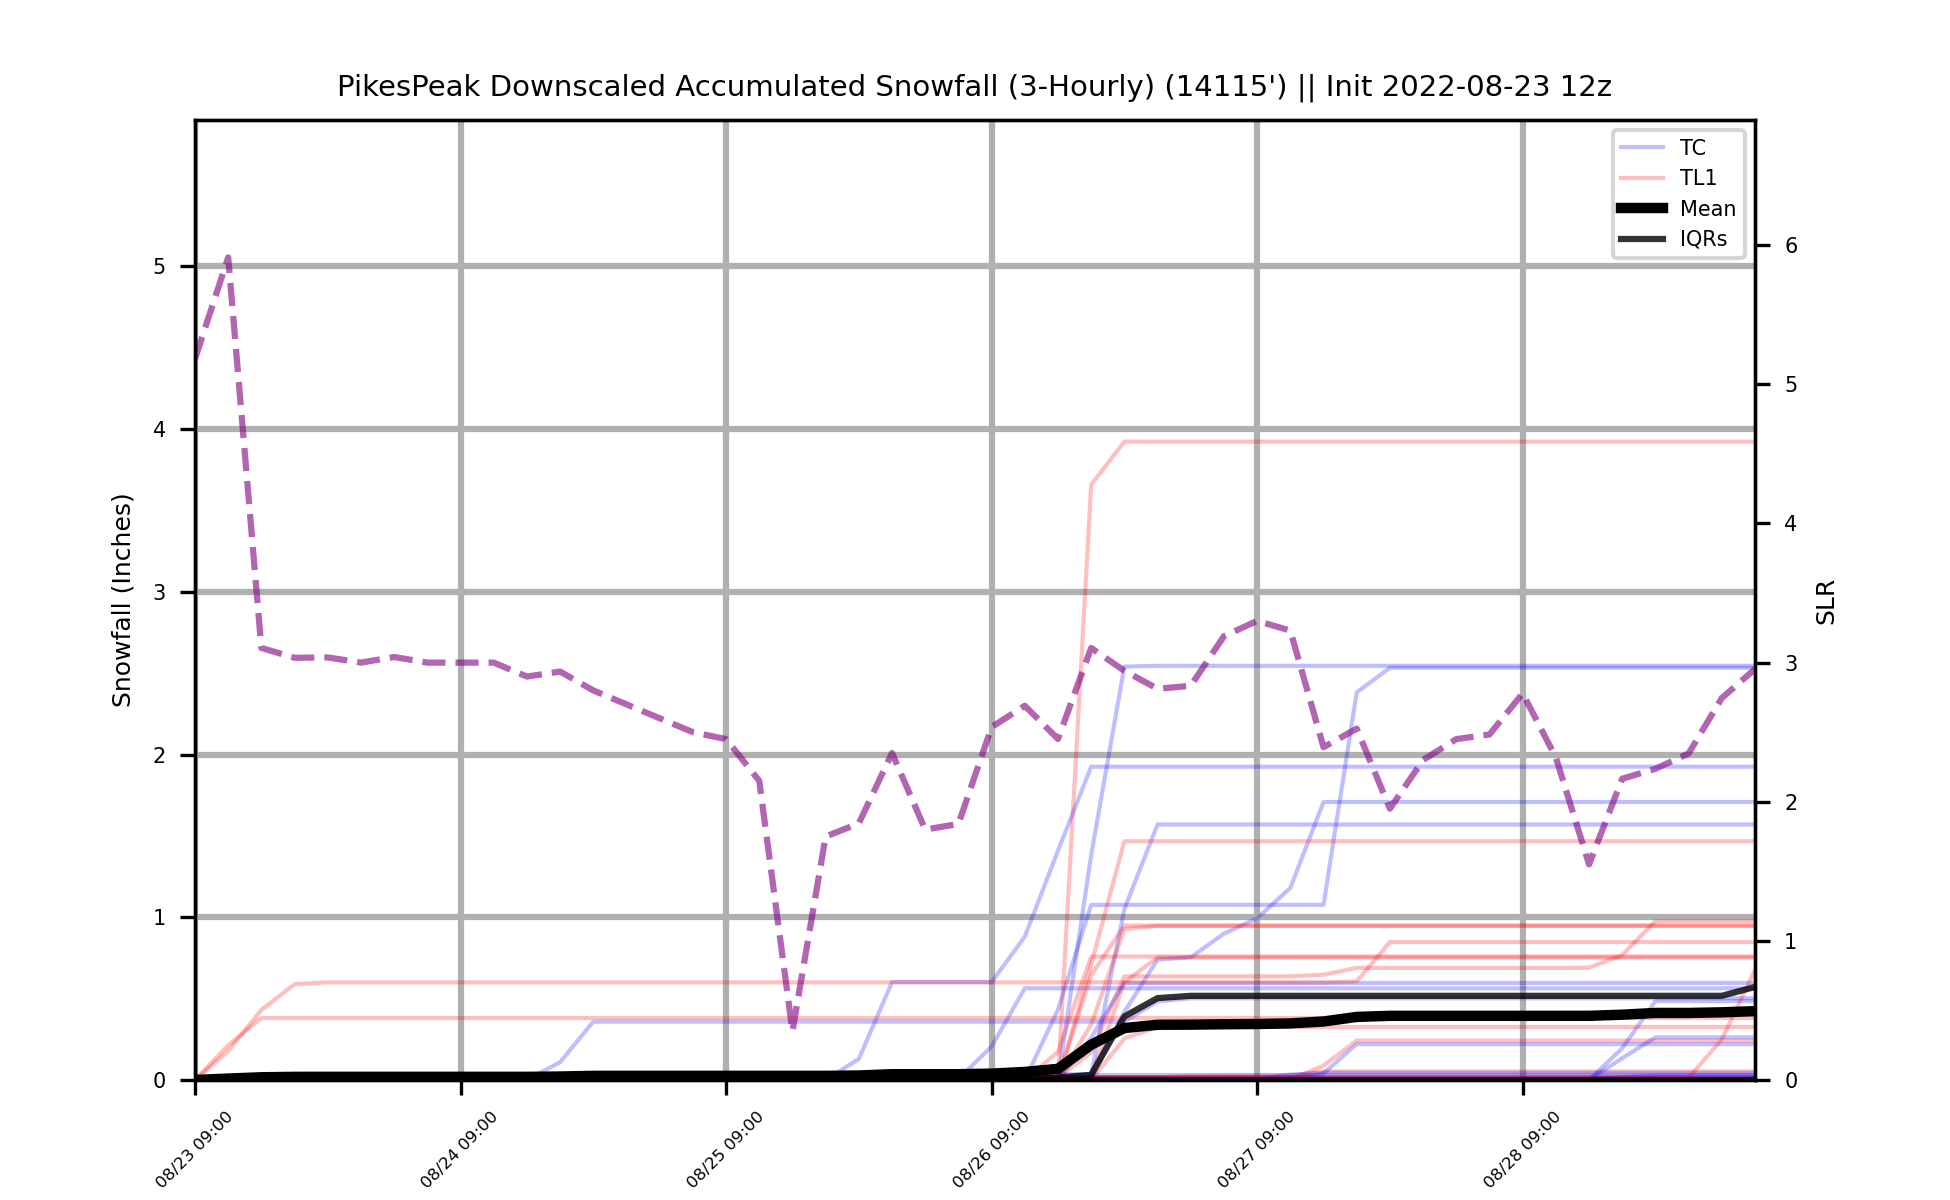 PikesPeak Downscaled Accumulated Snowfall (3-Hourly) (14115') || Init 2022-08-23 12z
TC
TL1
Mean
IQRs
Snowfall (Inches)
5
4
3
2
1
0
SLR
6
5
4
3
2
1
0
08/23 09:00
08/24 09:00
08/25 09:00
08/26 09:00
08/27 09:00
08/28 09:00